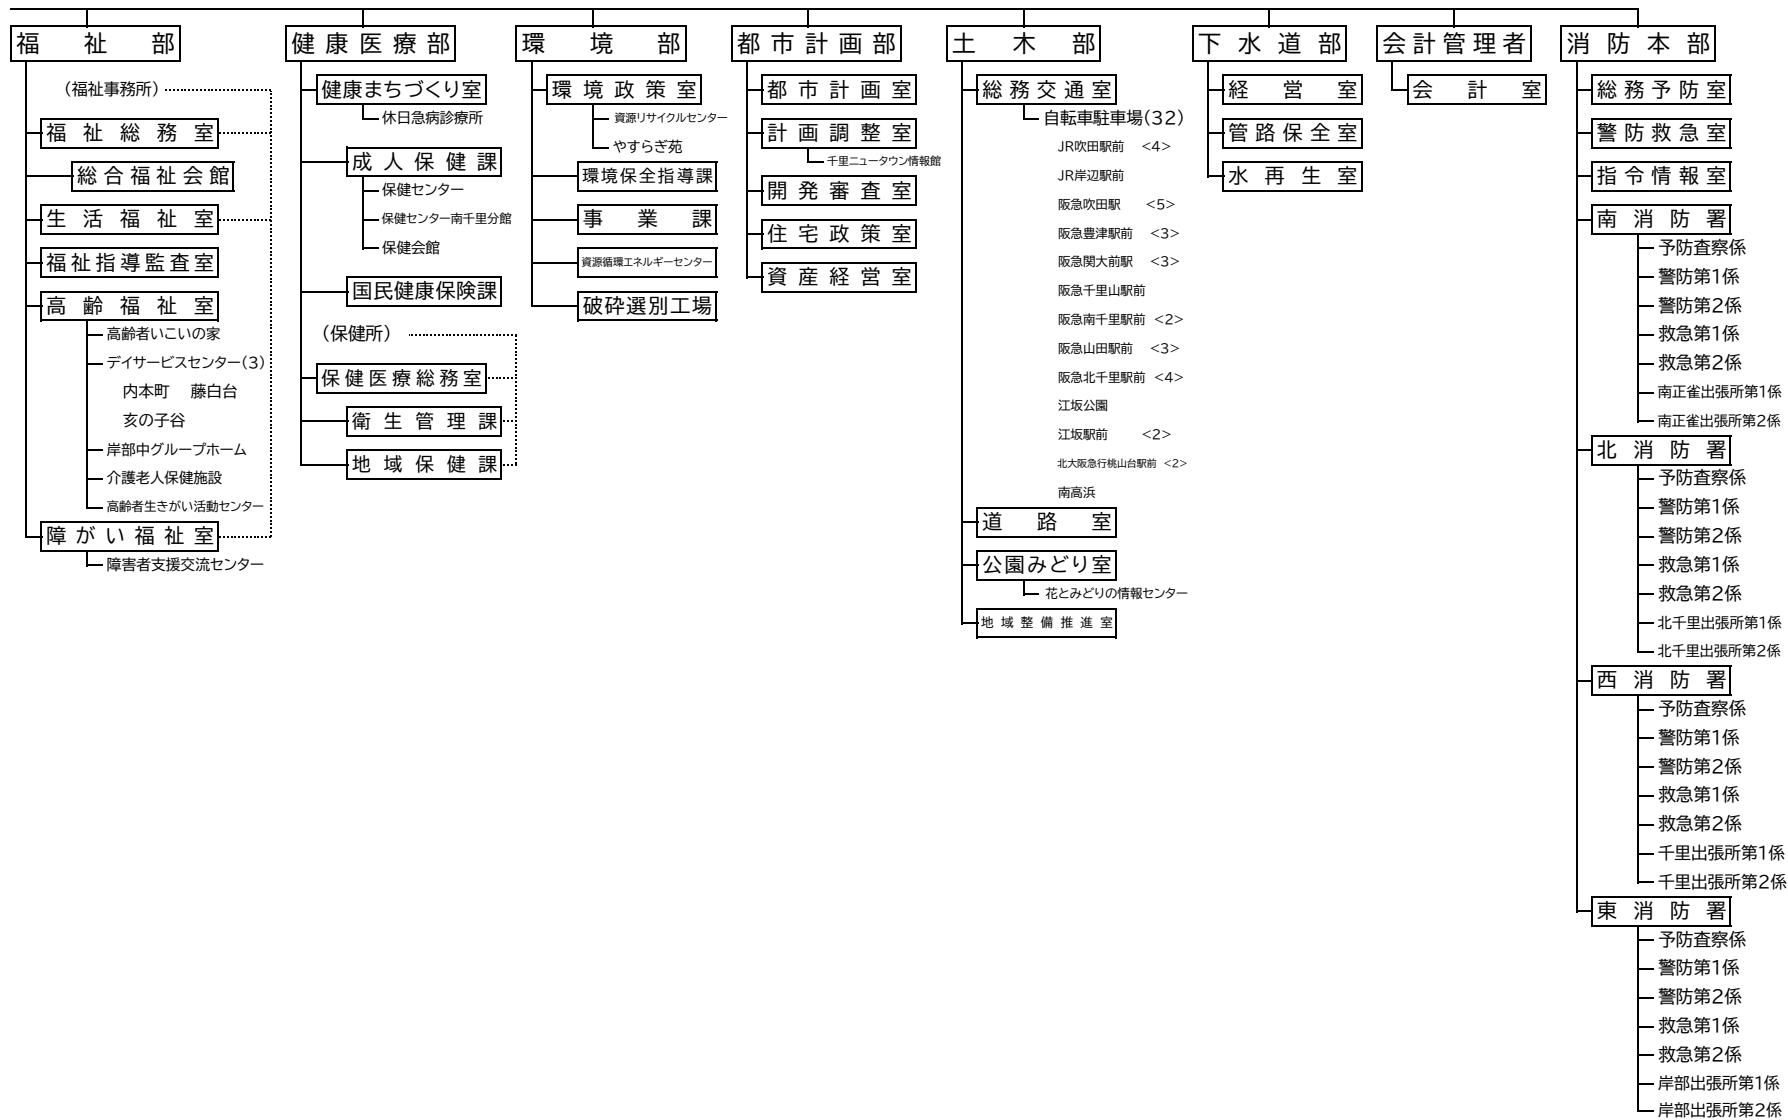 福祉部
（福祉事務所）
福祉総務室
総合福祉会館
生活福祉室
福祉指導監査室
高齢福祉室
高齢者いこいの家
デイサービスセンター(3)
内本町　藤白台
亥の子谷
岸部中グループホーム
介護老人保健施設
高齢者生きがい活動センター
障がい福祉室
障害者支援交流センター
健康医療部
健康まちづくり室
休日急病診療所
成人保健課
保健センター
保健センター南千里分館
保健会館
国民健康保険課
（保健所）
保健医療総務室
衛生管理課
地域保健課
環境部
環境政策室
資源リサイクルセンター
やすらぎ苑
環境保全指導課
事業課
資源循環エネルギーセンター
破砕選別工場
都市計画部
都市計画室
計画調整室
千里ニュータウン情報館
開発審査室
住宅政策室
資産経営室
土木部
総務交通室
自転車駐車場(32)
JR吹田駅前　<4>
JR岸辺駅前
阪急吹田駅　<5>
阪急豊津駅前　<3>
阪急関大前駅　<3>
阪急千里山駅前
阪急南千里駅前　<2>
阪急山田駅前　<3>
阪急北千里駅前　<4>
江坂公園
江坂駅前　<2>
北大阪急行桃山台駅前　<2>
南高浜
道路室
公園みどり室
花とみどりの情報センター
地域整備推進室
下水道部
経営室
管路保全室
水再生室
会計管理者
会計室
消防本部
総務予防室
警防救急室
指令情報室
南消防署
予防査察係
警防第1係
警防第2係
救急第1係
救急第2係
南正雀出張所第1係
南正雀出張所第2係
北消防署
予防査察係
警防第1係
警防第2係
救急第1係
救急第2係
北千里出張所第1係
北千里出張所第2係
西消防署
予防査察係
警防第1係
警防第2係
救急第1係
救急第2係
千里出張所第1係
千里出張所第2係
東消防署
予防査察係
警防第1係
警防第2係
救急第1係
救急第2係
岸部出張所第1係
岸部出張所第2係